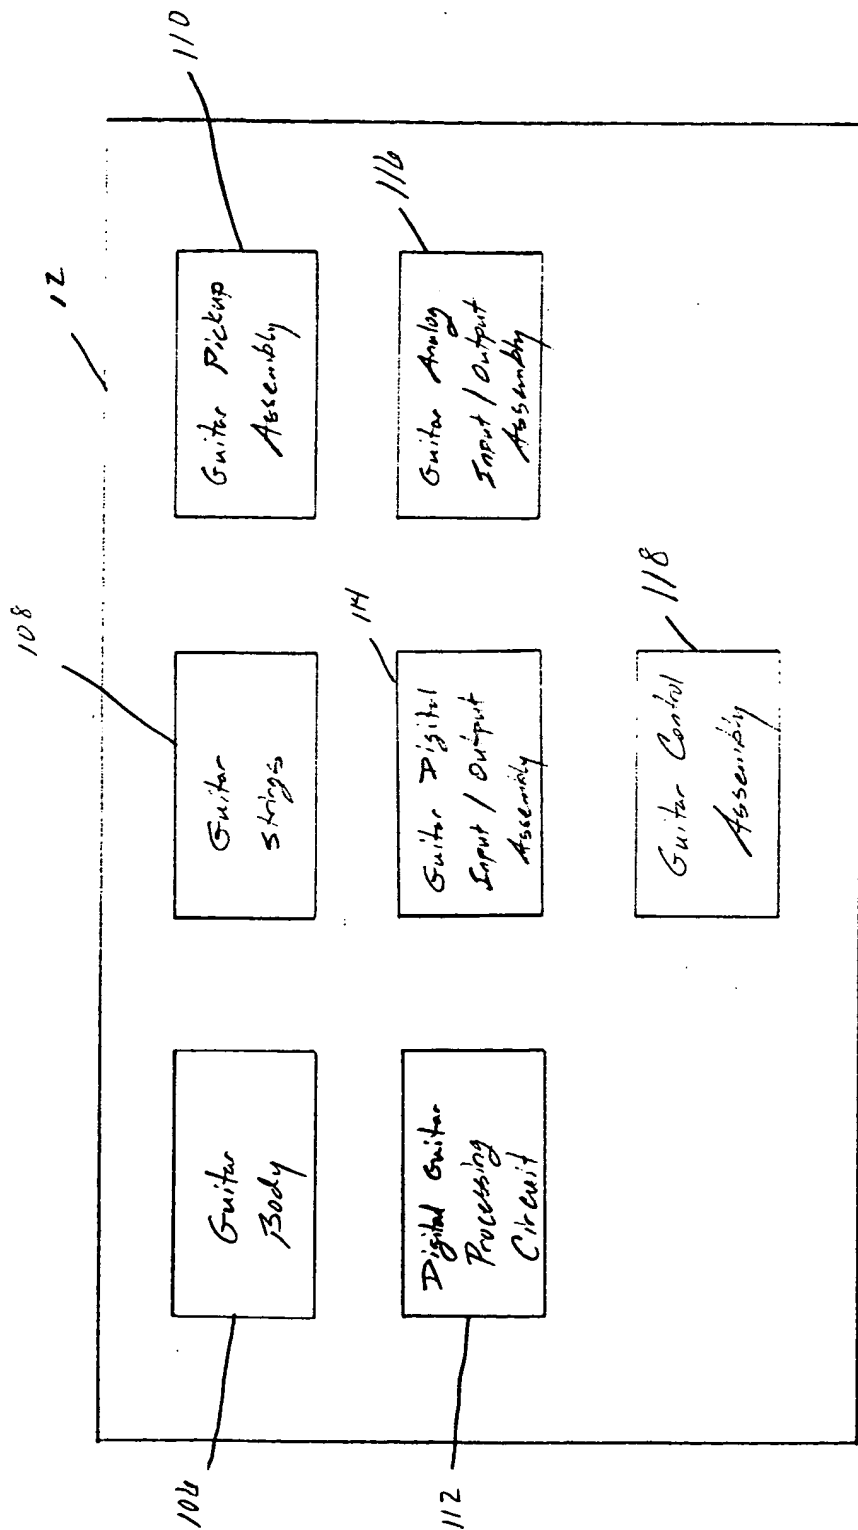 12
106
Guitar
Body
108
Guitar
Strings
110
Guitar Pickup
Assembly
112
Digital Guitar
Processing
Circuit
114
Guitar Digital
Input / Output
Assembly
116
Guitar Analog
Input / Output
Assembly
118
Guitar Control
Assembly